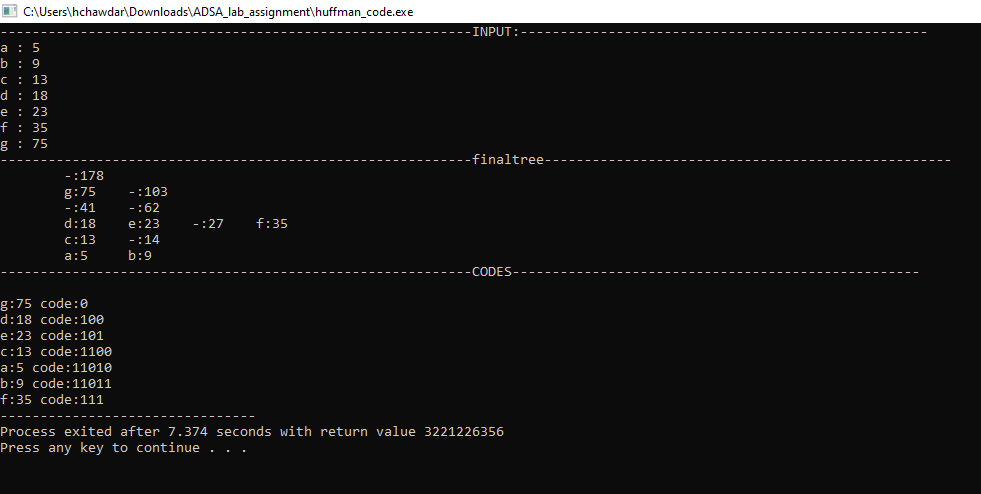 C:\Users\hchawdar\Downloads\ADSA_lab_assignment\huffman_code.exe
-----------------------------------------------------------INPUT:---------------------------------------------------
a : 5
b : 9
c : 13
d : 18
e : 23
f : 35
g : 75
-----------------------------------------------------------finaltree---------------------------------------------------
        -:178
        g:75    -:103
        -:41    -:62
        d:18    e:23    -:27    f:35
        c:13    -:14
        a:5     b:9
-----------------------------------------------------------CODES---------------------------------------------------
g:75 code:0
d:18 code:100
e:23 code:101
c:13 code:1100
a:5 code:11010
b:9 code:11011
f:35 code:111
--------------------------------
Process exited after 7.374 seconds with return value 3221226356
Press any key to continue . . .